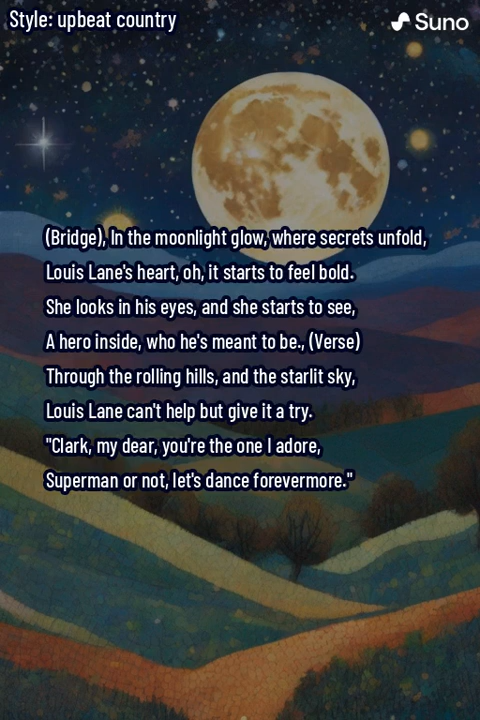 Style: upbeat country
Suno
(Bridge), In the moonlight glow, where secrets unfold,
Louis Lane's heart, oh, it starts to feel bold.
She looks in his eyes, and she starts to see,
A hero inside, who he's meant to be., (Verse)
Through the rolling hills, and the starlit sky,
Louis Lane can't help but give it a try.
"Clark, my dear, you're the one I adore,
Superman or not, let's dance forevermore."